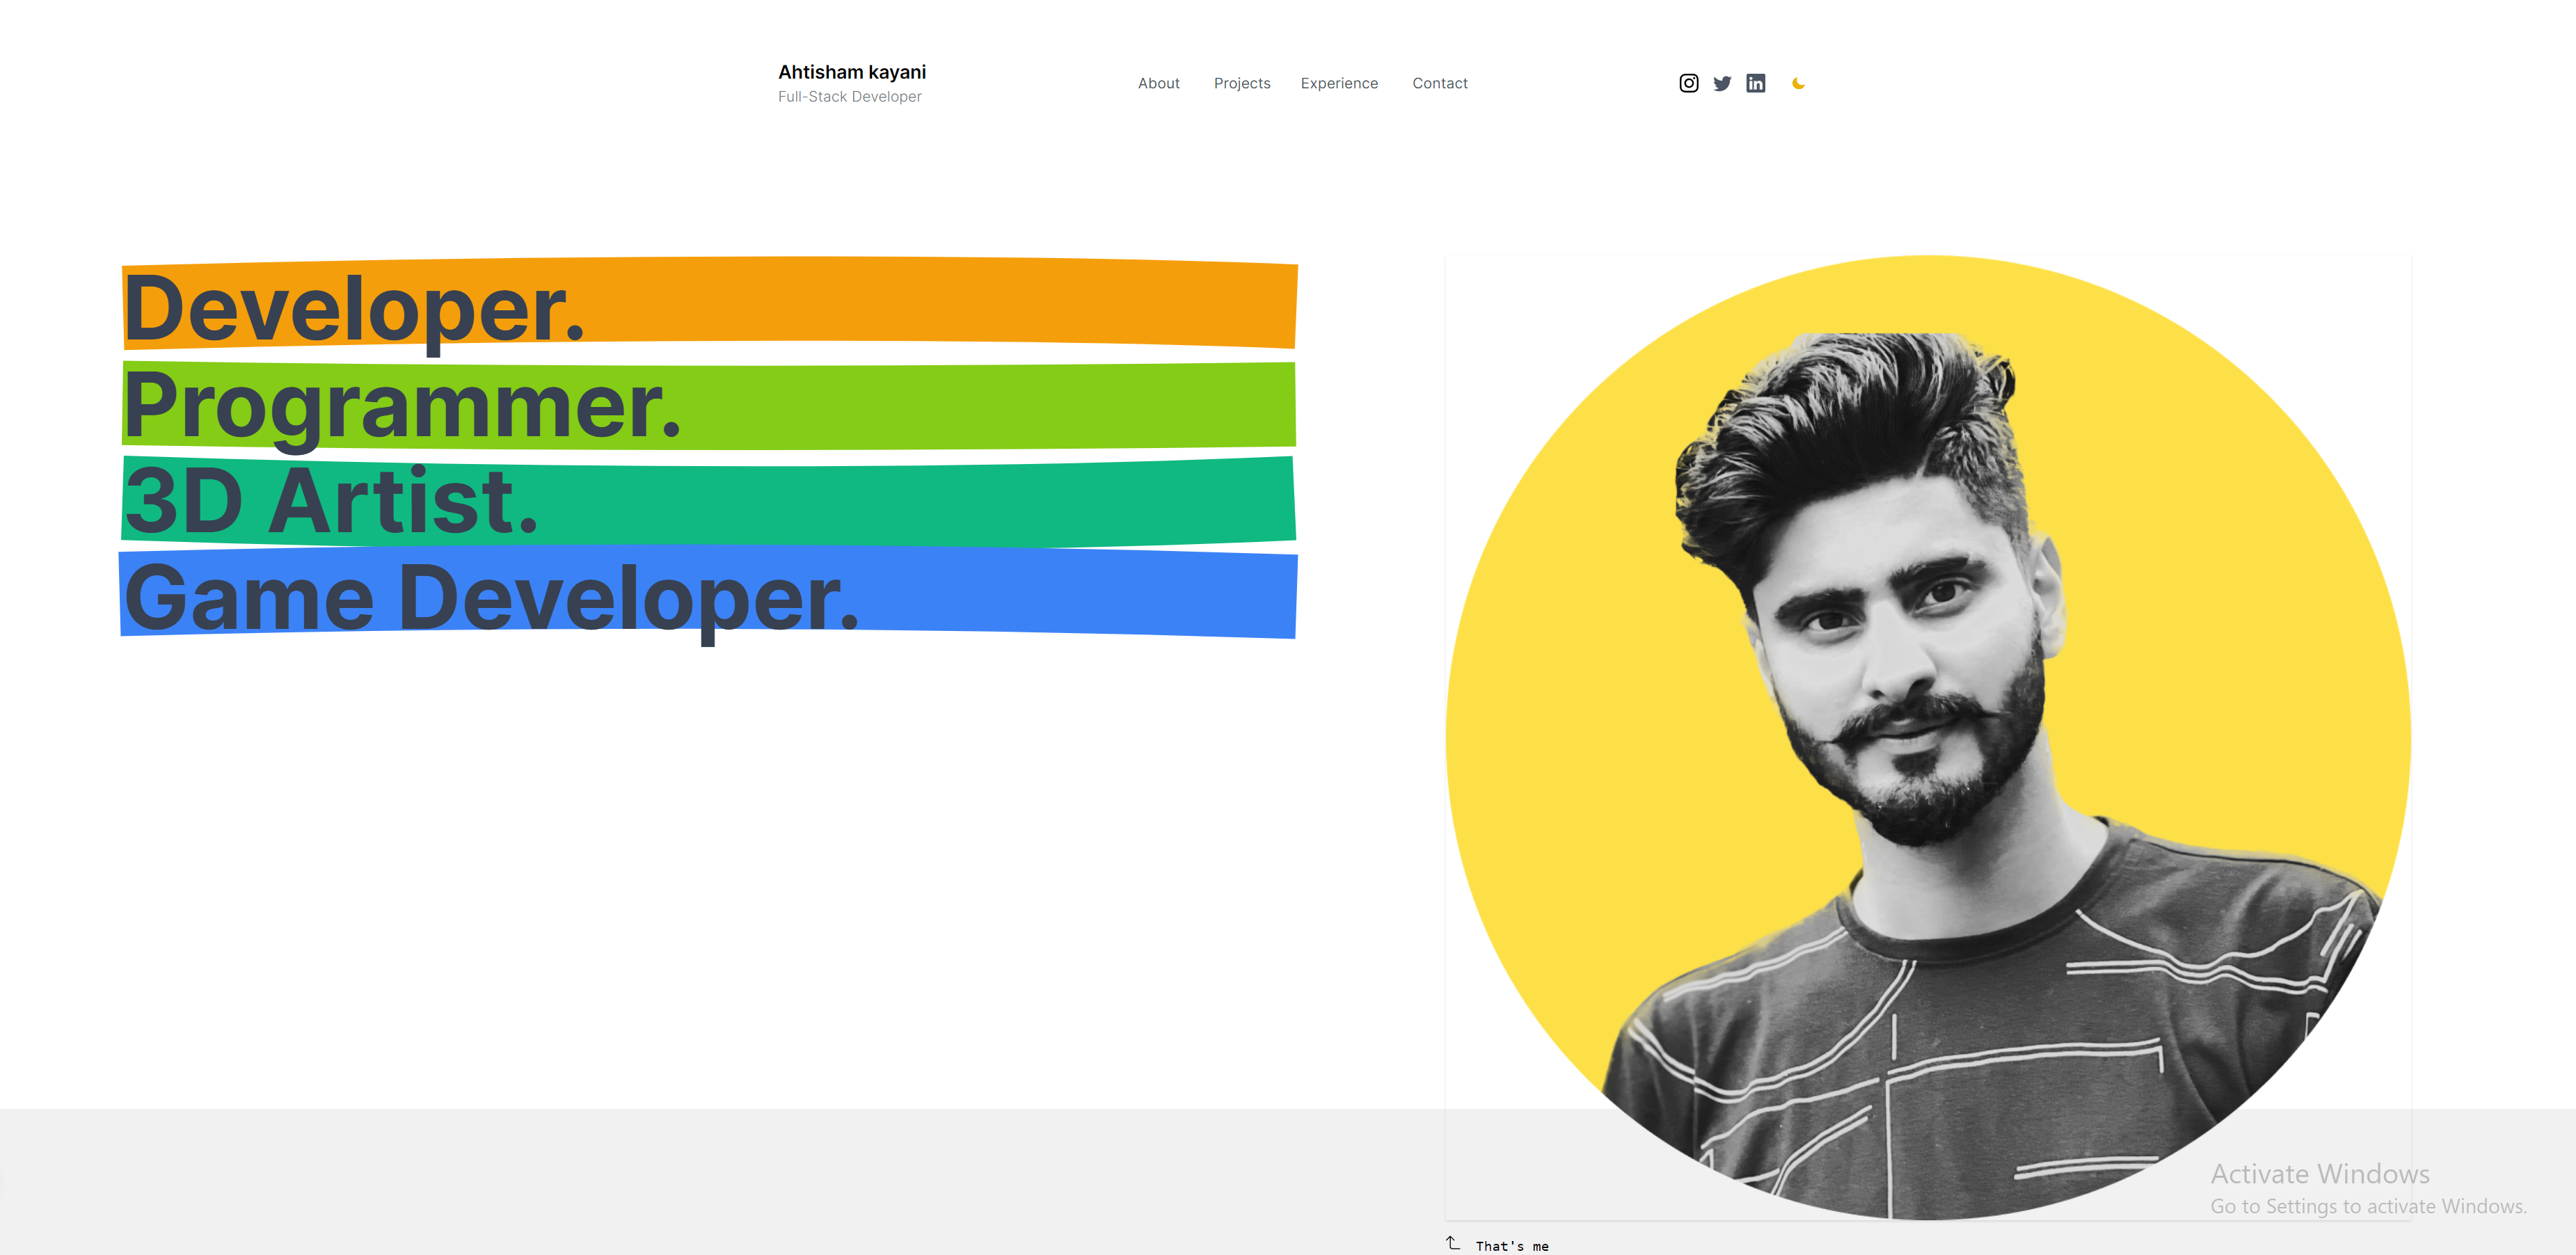 Ahtisham kayani
Full-Stack Developer
About Projects Experience Contact
Developer.
Programmer.
3D Artist.
Game Developer.
Activate Windows
Go to Settings to activate Windows.
That's me